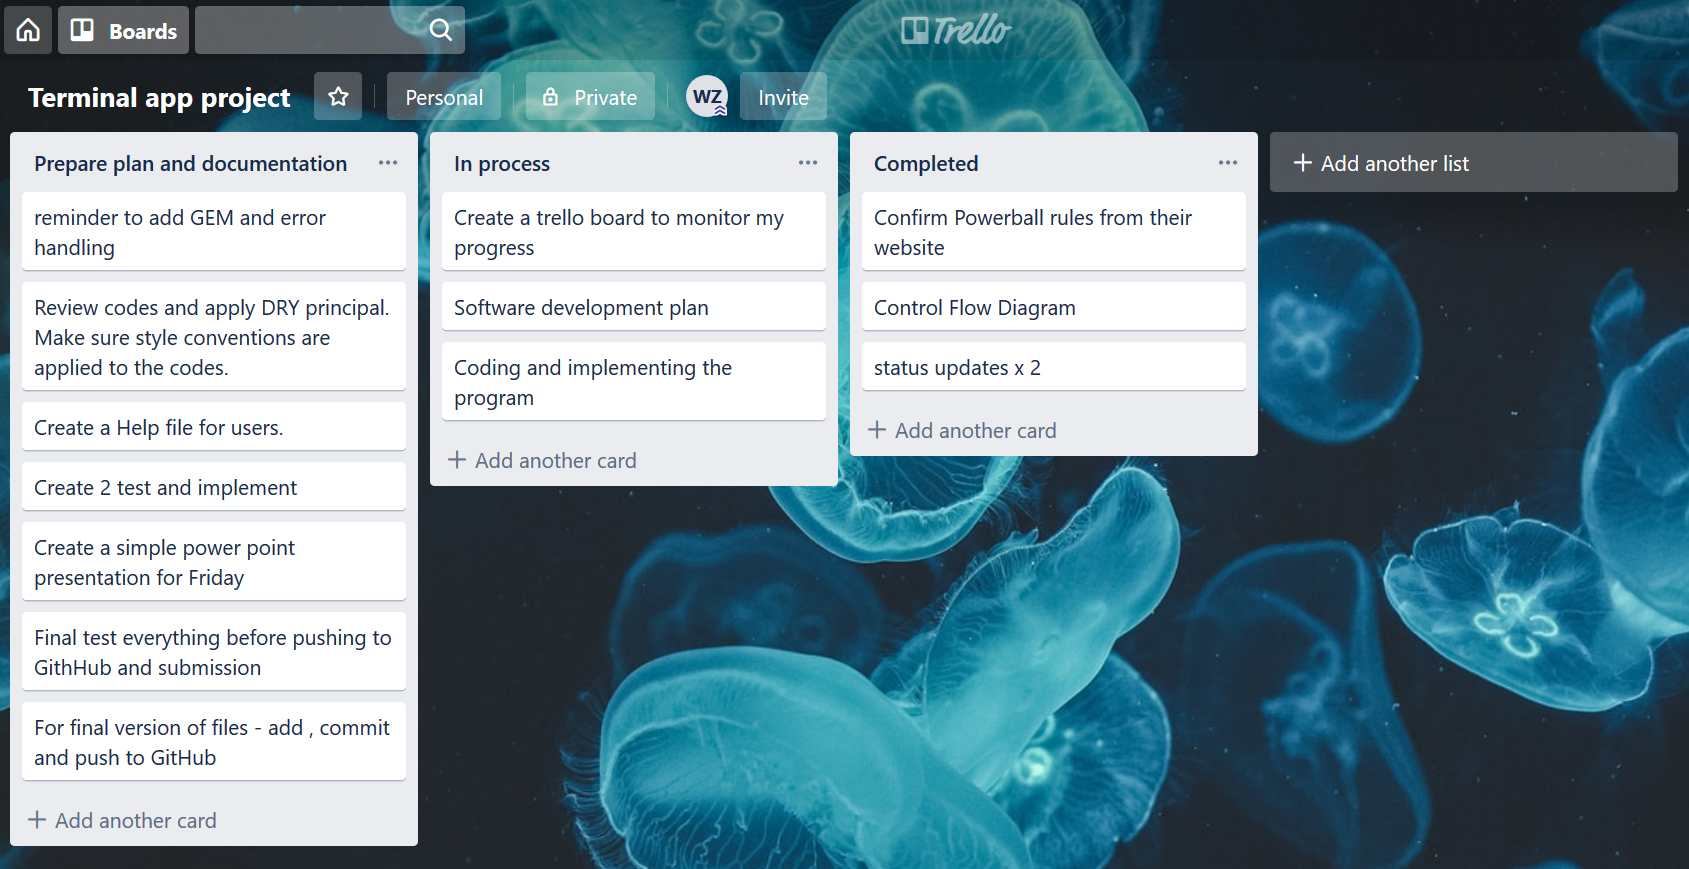 Boards
Trello
Terminal app project
Personal
Private
WZ
Invite
Prepare plan and documentation
reminder to add GEM and error
handling
Review codes and apply DRY principal.
Make sure style conventions are
applied to the codes.
Create a Help file for users.
Create 2 test and implement
Create a simple power point
presentation for Friday
Final test everything before pushing to
GithHub and submission
For final version of files - add , commit
and push to GitHub
+ Add another card
In process
Create a trello board to monitor my
progress
Software development plan
Coding and implementing the
program
+ Add another card
Completed
Confirm Powerball rules from their
website
Control Flow Diagram
status updates x 2
+ Add another card
+ Add another list